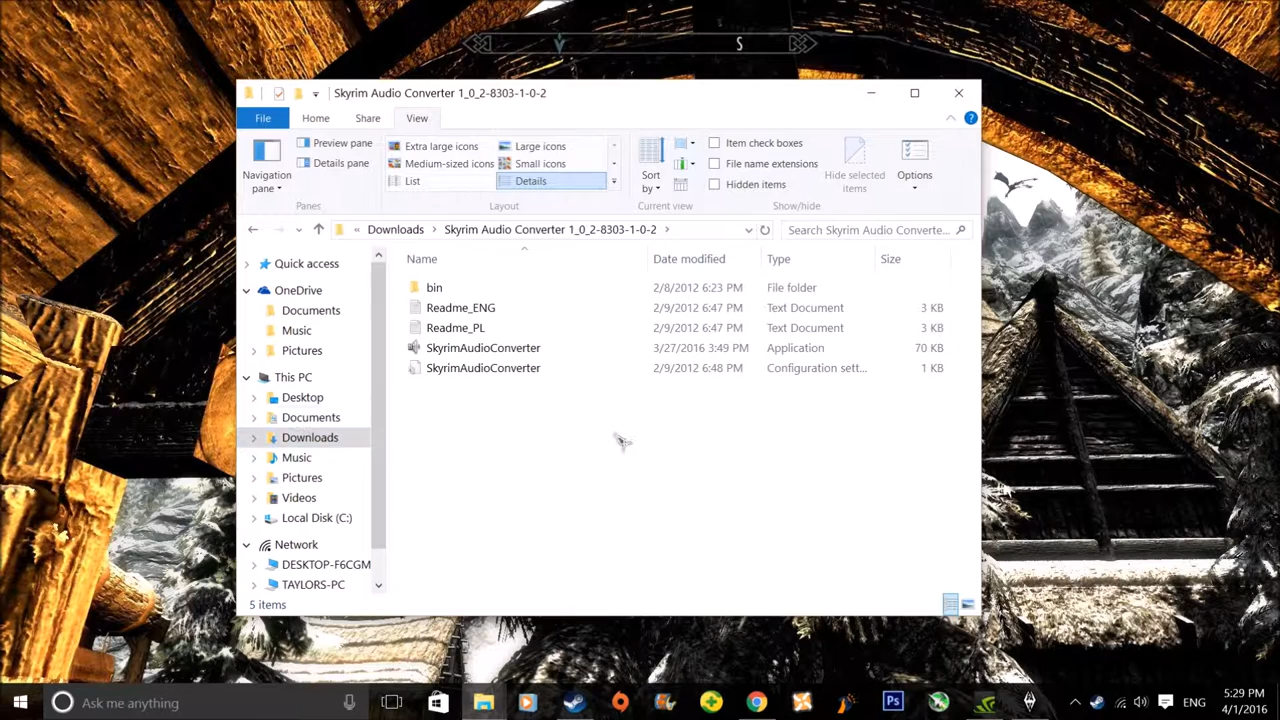 S
Skyrim Audio Converter 1_0_2-8303-1-0-2
File Home Share View
Navigation pane
Preview pane
Details pane
Panes
Extra large icons Large icons
Medium-sized icons Small icons
List Details
Layout
Sort by
Current view
Item check boxes
File name extensions
Hidden items
Hide selected items
Options
Show/hide
« Downloads > Skyrim Audio Converter 1_0_2-8303-1-0-2 >
Search Skyrim Audio Converte...
Quick access
OneDrive
Documents
Music
Pictures
This PC
Desktop
Documents
Downloads
Music
Pictures
Videos
Local Disk (C:)
Network
DESKTOP-F6CGM
TAYLORS-PC
Name Date modified Type Size
bin 2/8/2012 6:23 PM File folder
Readme_ENG 2/9/2012 6:47 PM Text Document 3 KB
Readme_PL 2/9/2012 6:47 PM Text Document 3 KB
SkyrimAudioConverter 3/27/2016 3:49 PM Application 70 KB
SkyrimAudioConverter 2/9/2012 6:48 PM Configuration sett... 1 KB
5 items
Ask me anything
Ps
ENG
5:29 PM
4/1/2016